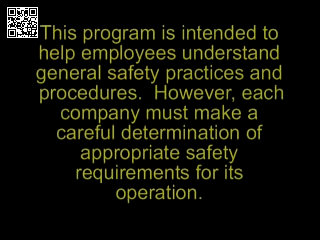 This program is intended to
help employees understand
general safety practices and
procedures.  However, each
company must make a
careful determination of
appropriate safety
requirements for its
operation.